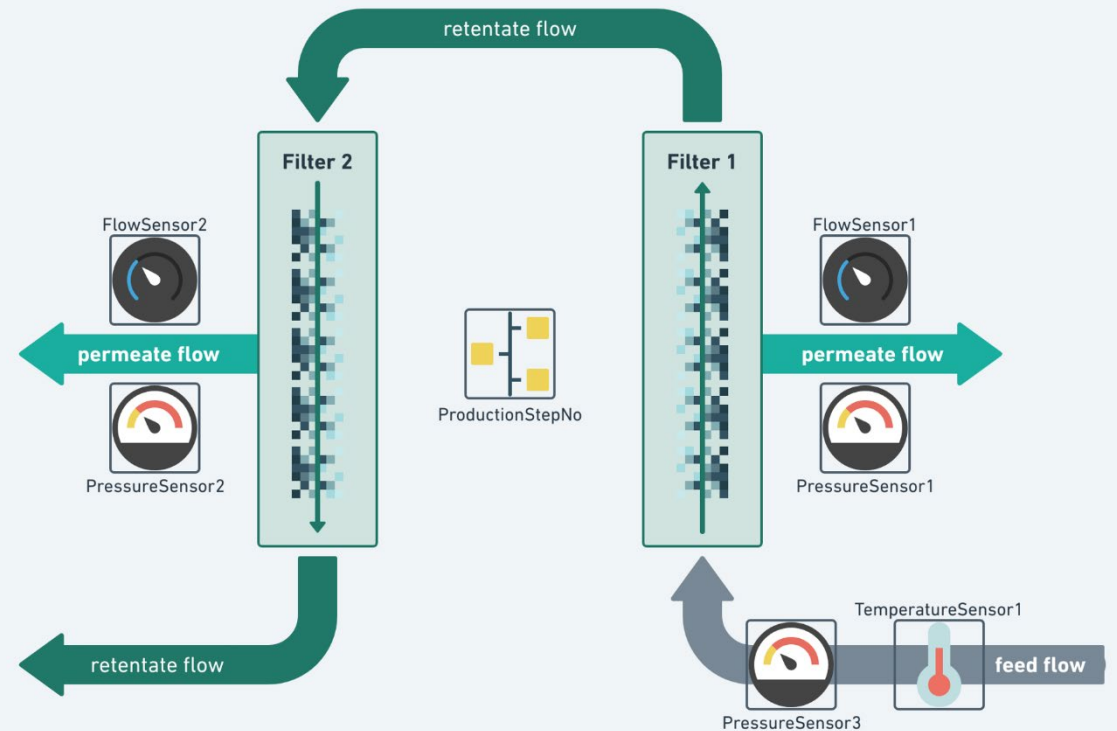 retentate flow
Filter 2
Filter 1
FlowSensor2
FlowSensor1
permeate flow
permeate flow
ProductionStepNo
PressureSensor2
PressureSensor1
TemperatureSensor1
retentate flow
feed flow
PressureSensor3